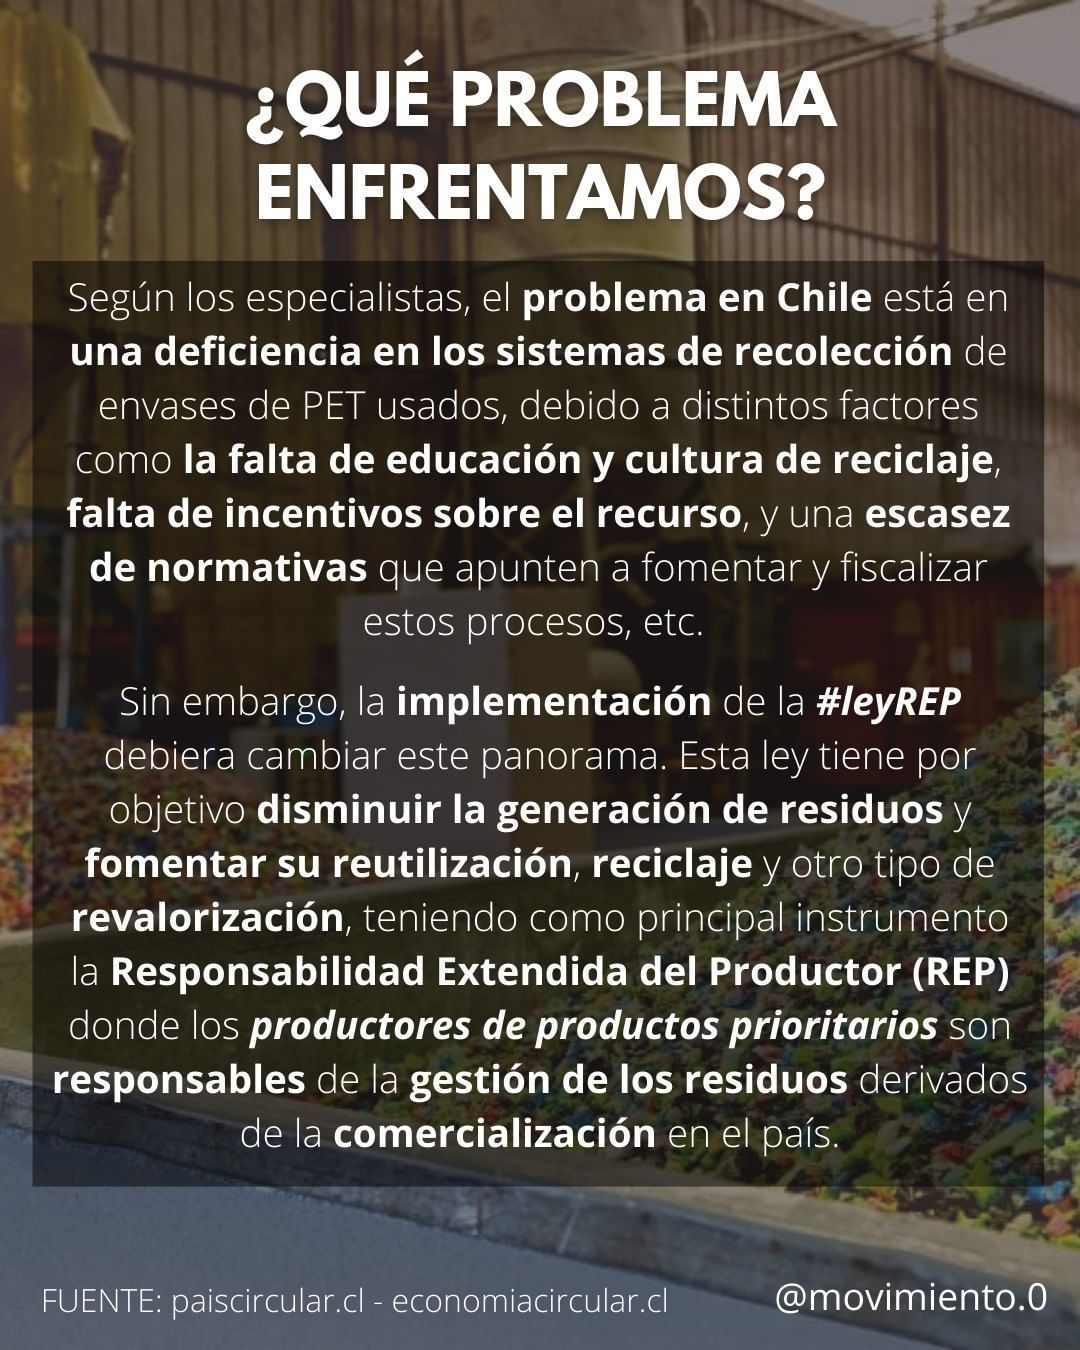 ¿QUÉ PROBLEMA
ENFRENTAMOS?
Según los especialistas, el problema en Chile está en
una deficiencia en los sistemas de recolección de
envases de PET usados, debido a distintos factores
como la falta de educación y cultura de reciclaje,
falta de incentivos sobre el recurso, y una escasez
de normativas que apunten a fomentar y fiscalizar
estos procesos, etc.
Sin embargo, la implementación de la #leyREP
debiera cambiar este panorama. Esta ley tiene por
objetivo disminuir la generación de residuos y
fomentar su reutilización, reciclaje y otro tipo de
revalorización, teniendo como principal instrumento
la Responsabilidad Extendida del Productor (REP)
donde los productores de productos prioritarios son
responsables de la gestión de los residuos derivados
de la comercialización en el país.
FUENTE: paiscircular.cl - economiacircular.cl
@movimiento.0